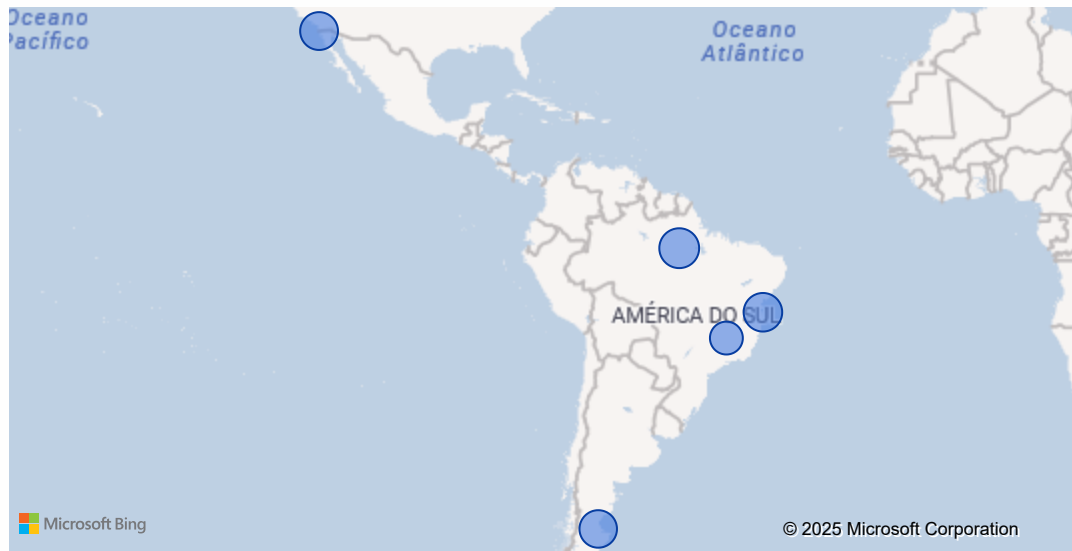 Oceano
Pacífico
Oceano
Atlântico
AMÉRICA DO SUL
Microsoft Bing
© 2025 Microsoft Corporation